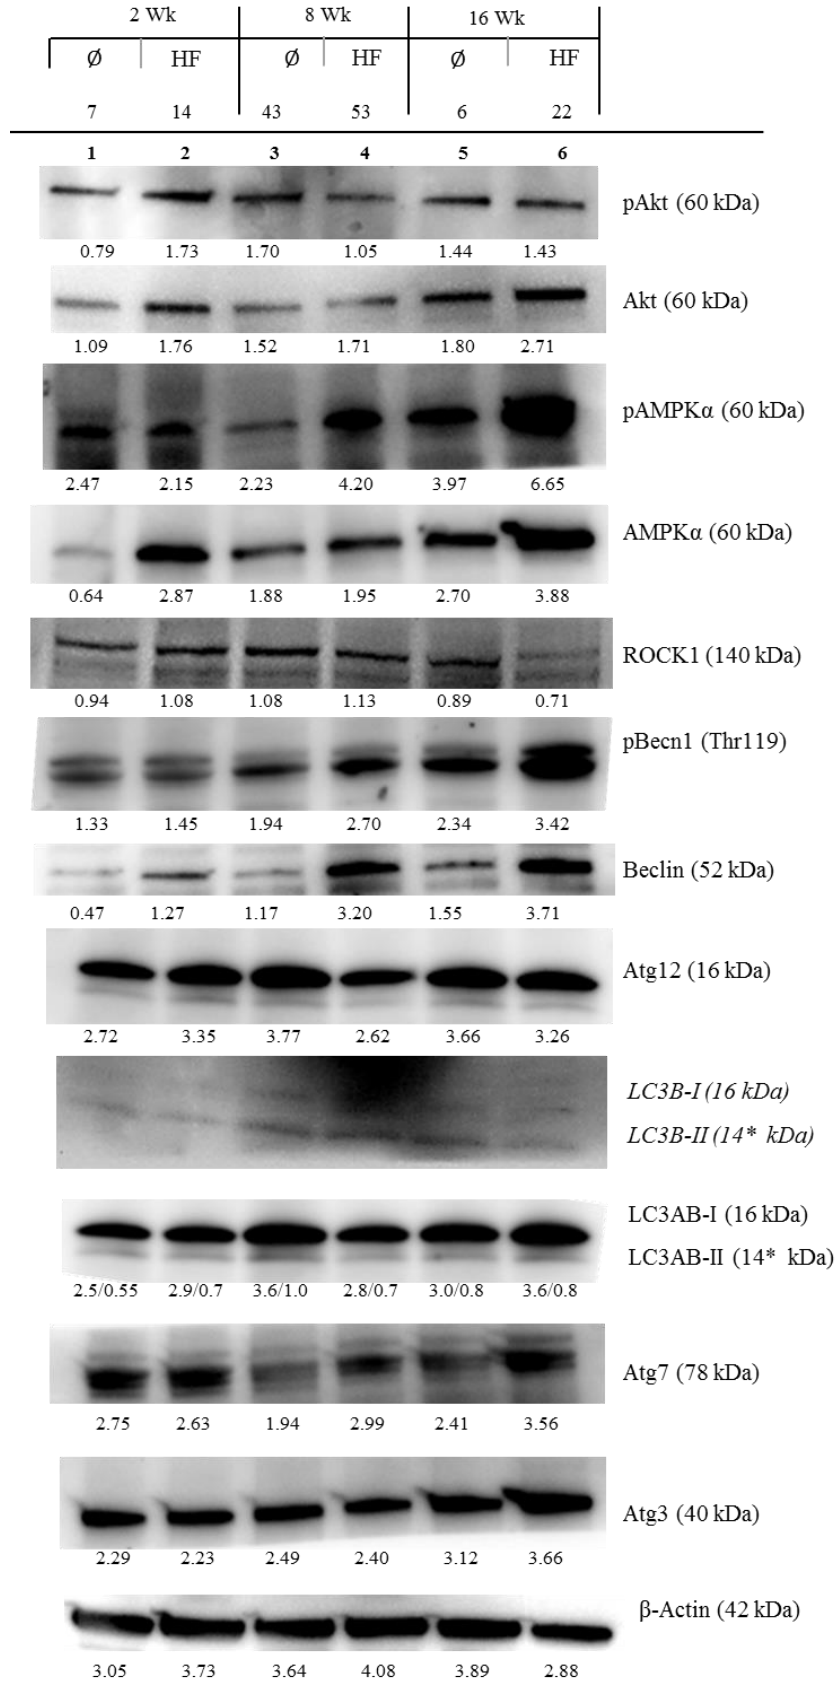 2 Wk 8 Wk 16 Wk
Ø HF Ø HF Ø HF
7 14 43 53 6 22
1 2 3 4 5 6
pAkt (60 kDa)
0.79 1.73 1.70 1.05 1.44 1.43
Akt (60 kDa)
1.09 1.76 1.52 1.71 1.80 2.71
pAMPKα (60 kDa)
2.47 2.15 2.23 4.20 3.97 6.65
AMPKα (60 kDa)
0.64 2.87 1.88 1.95 2.70 3.88
ROCK1 (140 kDa)
0.94 1.08 1.08 1.13 0.89 0.71
pBecn1 (Thr119)
1.33 1.45 1.94 2.70 2.34 3.42
Beclin (52 kDa)
0.47 1.27 1.17 3.20 1.55 3.71
Atg12 (16 kDa)
2.72 3.35 3.77 2.62 3.66 3.26
LC3B-I (16 kDa)
LC3B-II (14* kDa)
LC3AB-I (16 kDa)
LC3AB-II (14* kDa)
2.5/0.55 2.9/0.7 3.6/1.0 2.8/0.7 3.0/0.8 3.6/0.8
Atg7 (78 kDa)
2.75 2.63 1.94 2.99 2.41 3.56
Atg3 (40 kDa)
2.29 2.23 2.49 2.40 3.12 3.66
β-Actin (42 kDa)
3.05 3.73 3.64 4.08 3.89 2.88